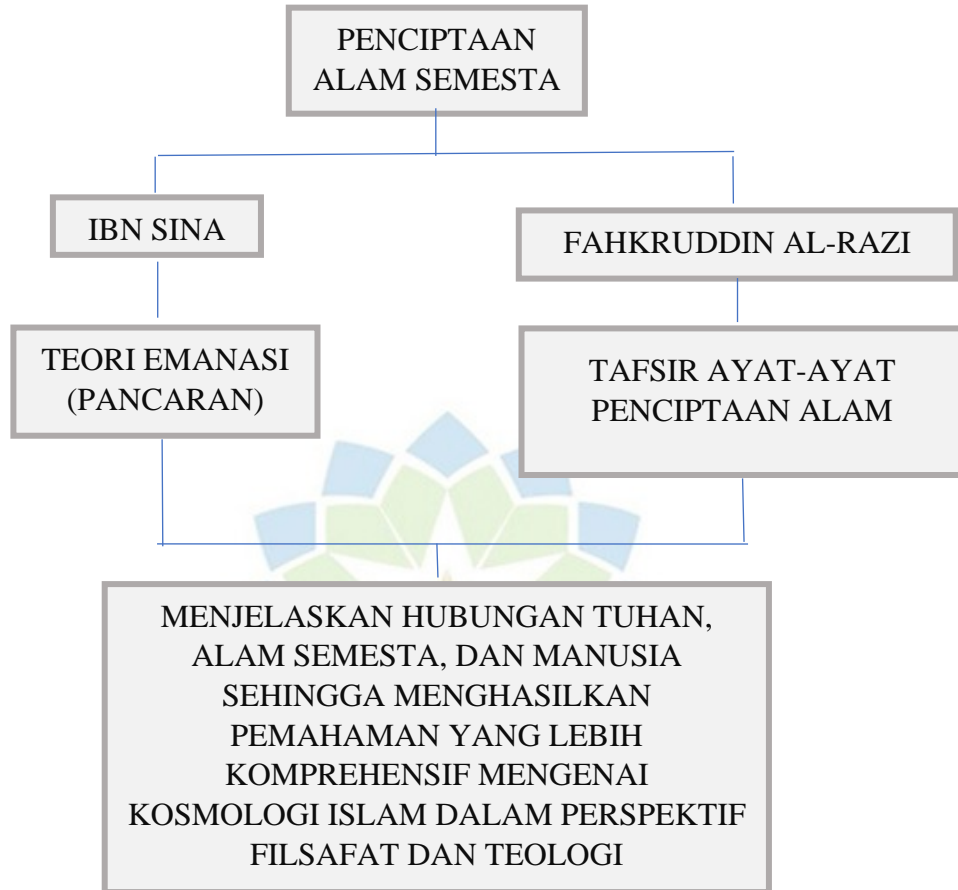 PENCIPTAAN
ALAM SEMESTA
IBN SINA
FAHKRUDDIN AL-RAZI
TEORI EMANASI
(PANCARAN)
TAFSIR AYAT-AYAT
PENCIPTAAN ALAM
MENJELASKAN HUBUNGAN TUHAN,
ALAM SEMESTA, DAN MANUSIA
SEHINGGA MENGHASILKAN
PEMAHAMAN YANG LEBIH
KOMPREHENSIF MENGENAI
KOSMOLOGI ISLAM DALAM PERSPEKTIF
FILSAFAT DAN TEOLOGI